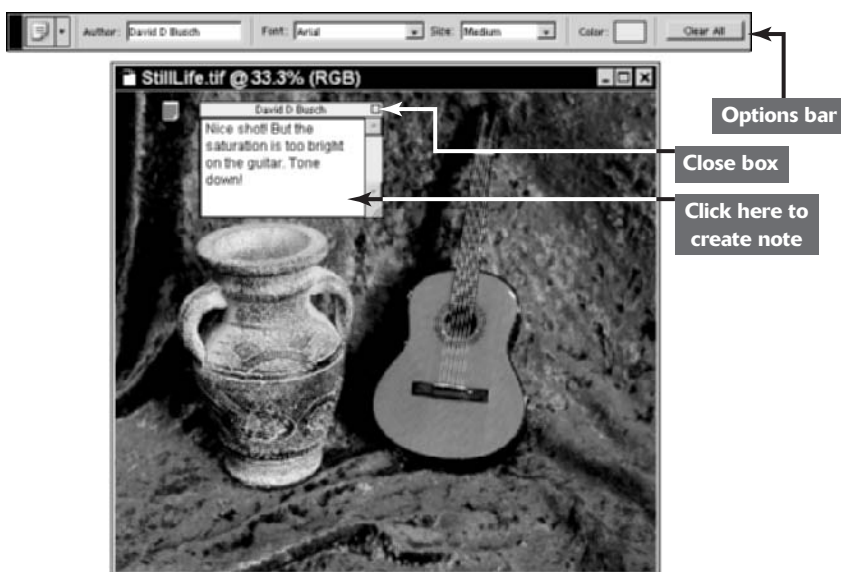 Author: David D Busch Font: Arial Size: Medium Color: Clear All
StillLife.tif @ 33.3% (RGB)
Options bar
David D Busch
Close box
Nice shot! But the
saturation is too bright
on the guitar. Tone
down!
Click here to
create note